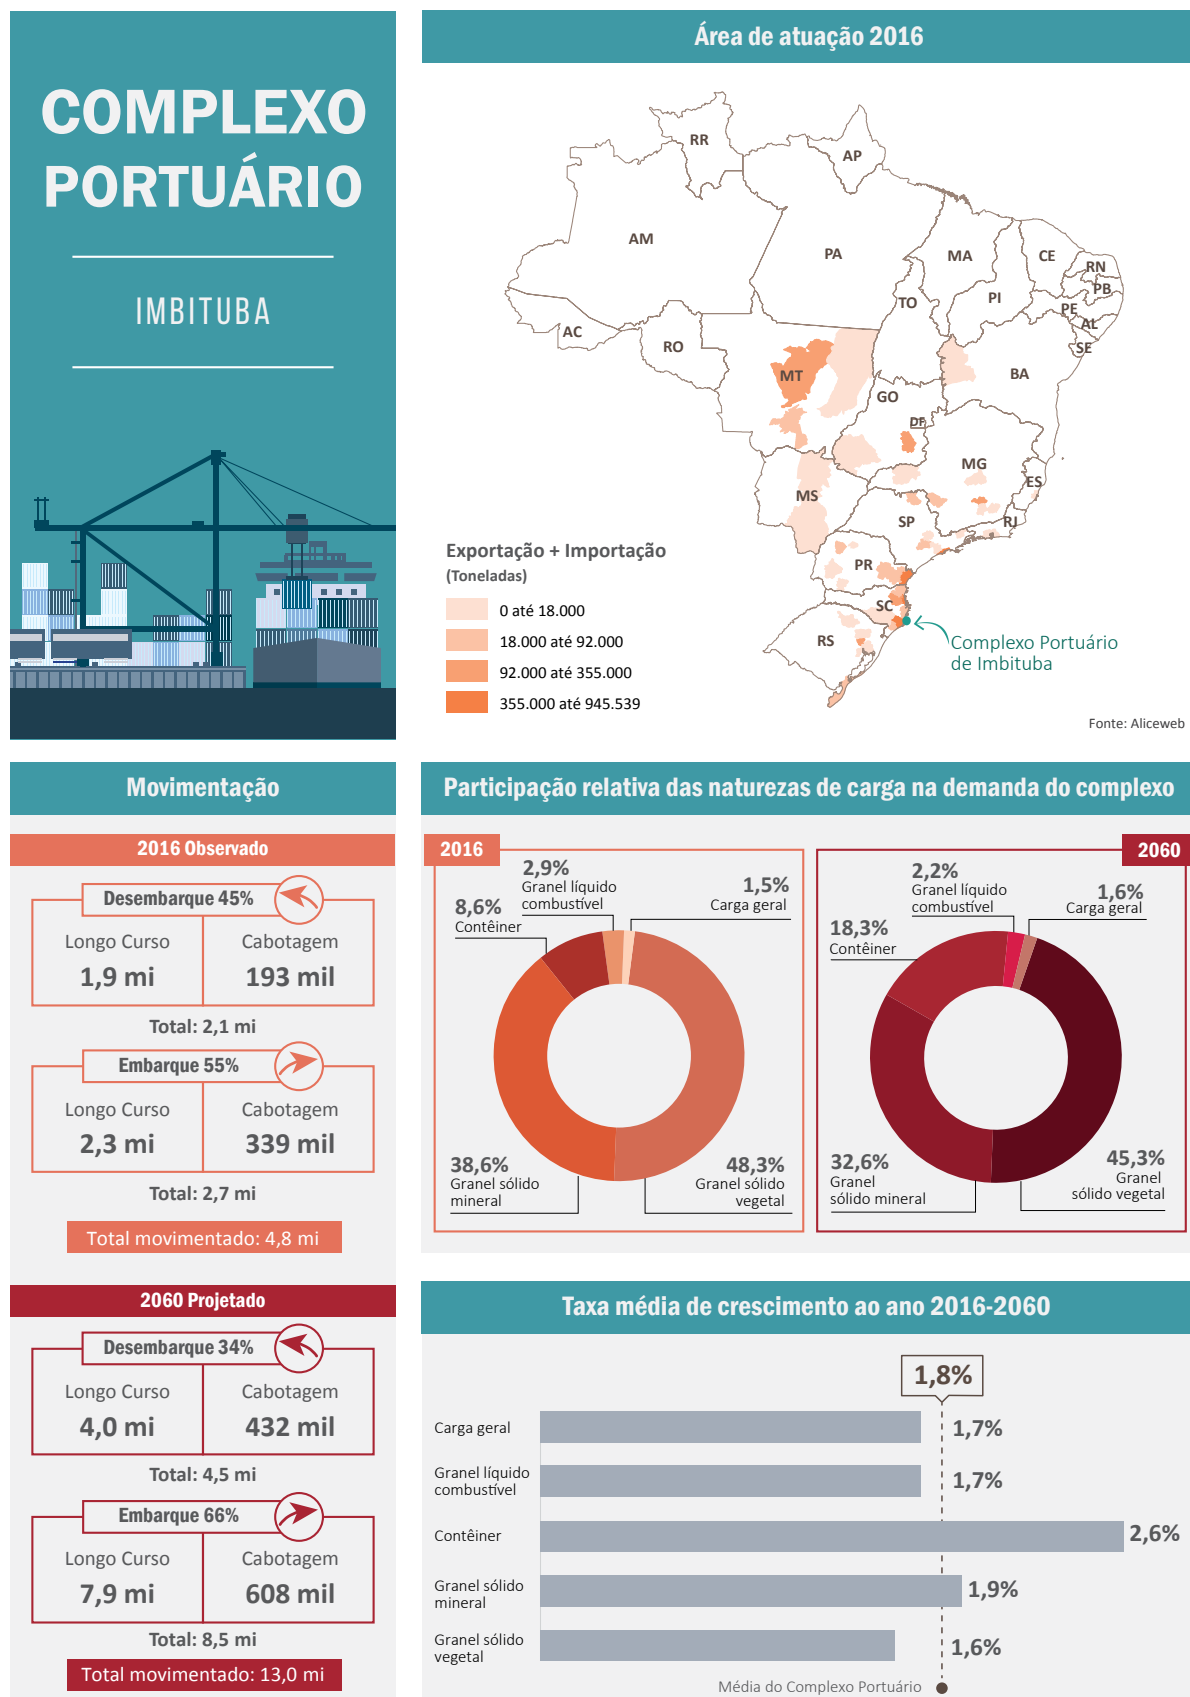 COMPLEXO
PORTUÁRIO
IMBITUBA
Área de atuação 2016
RR
AP
AM
PA
MA
CE
RN
PB
PI
PE
TO
AL
AC
SE
RO
MT
BA
GO
DF
MG
ES
MS
SP
RJ
PR
SC
RS
Exportação + Importação
(Toneladas)
0 até 18.000
18.000 até 92.000
92.000 até 355.000
355.000 até 945.539
Complexo Portuário
de Imbituba
Fonte: Aliceweb
Movimentação
2016 Observado
Desembarque 45%
Longo Curso
1,9 mi
Cabotagem
193 mil
Total: 2,1 mi
Embarque 55%
Longo Curso
2,3 mi
Cabotagem
339 mil
Total: 2,7 mi
Total movimentado: 4,8 mi
2060 Projetado
Desembarque 34%
Longo Curso
4,0 mi
Cabotagem
432 mil
Total: 4,5 mi
Embarque 66%
Longo Curso
7,9 mi
Cabotagem
608 mil
Total: 8,5 mi
Total movimentado: 13,0 mi
Participação relativa das naturezas de carga na demanda do complexo
2016
2,9%
Granel líquido
combustível
1,5%
Carga geral
8,6%
Contêiner
38,6%
Granel sólido
mineral
48,3%
Granel sólido
vegetal
2060
2,2%
Granel líquido
combustível
1,6%
Carga geral
18,3%
Contêiner
32,6%
Granel
sólido mineral
45,3%
Granel
sólido vegetal
Taxa média de crescimento ao ano 2016-2060
1,8%
Carga geral
1,7%
Granel líquido
combustível
1,7%
Contêiner
2,6%
Granel sólido
mineral
1,9%
Granel sólido
vegetal
1,6%
Média do Complexo Portuário